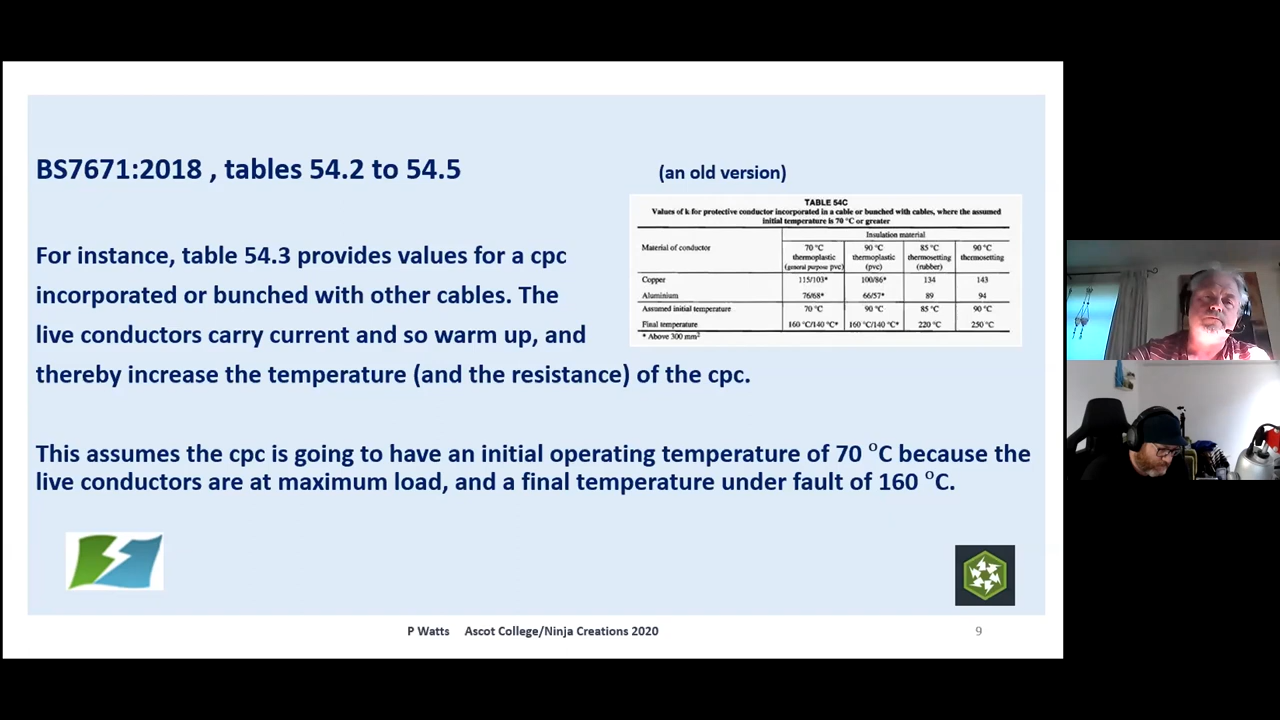 BS7671:2018 , tables 54.2 to 54.5
(an old version)
TABLE 54C
Values of k for protective conductor incorporated in a cable or bunched with cables, where the assumed
initial temperature is 70 °C or greater
Insulation material
Material of conductor
70 °C thermoplastic (general purpose pvc)
90 °C thermoplastic (pvc)
85 °C thermosetting (rubber)
90 °C thermosetting
Copper 115/103* 100/86* 134 143
Aluminium 76/68* 66/57* 89 94
Assumed initial temperature 70 °C 90 °C 85 °C 90 °C
Final temperature 160 °C/140 °C* 160 °C/140 °C* 220 °C 250 °C
* Above 300 mm²
For instance, table 54.3 provides values for a cpc
incorporated or bunched with other cables. The
live conductors carry current and so warm up, and
thereby increase the temperature (and the resistance) of the cpc.
This assumes the cpc is going to have an initial operating temperature of 70 °C because the
live conductors are at maximum load, and a final temperature under fault of 160 °C.
P Watts Ascot College/Ninja Creations 2020
9